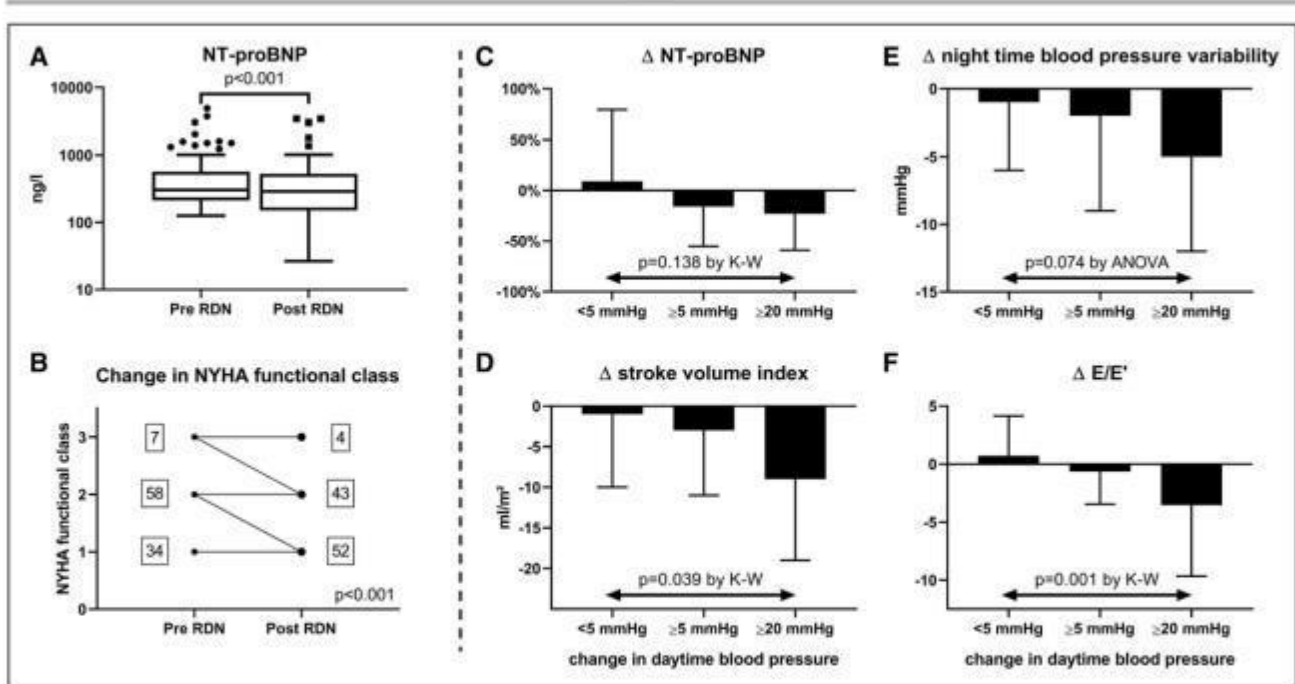 A
NT-proBNP
p<0.001
10000
1000
100
10
ng/l
Pre RDN Post RDN
B
Change in NYHA functional class
3
2
1
0
NYHA functional class
7 4
58 43
34 52
p<0.001
Pre RDN Post RDN
C
Δ NT-proBNP
100%
50%
0%
-50%
-100%
p=0.138 by K-W
<5 mmHg ≥5 mmHg ≥20 mmHg
D
Δ stroke volume index
0
-5
-10
-15
-20
ml/m²
p=0.039 by K-W
<5 mmHg ≥5 mmHg ≥20 mmHg
change in daytime blood pressure
E
Δ night time blood pressure variability
0
-5
-10
-15
mmHg
p=0.074 by ANOVA
<5 mmHg ≥5 mmHg ≥20 mmHg
F
Δ E/E'
5
0
-5
-10
p=0.001 by K-W
<5 mmHg ≥5 mmHg ≥20 mmHg
change in daytime blood pressure